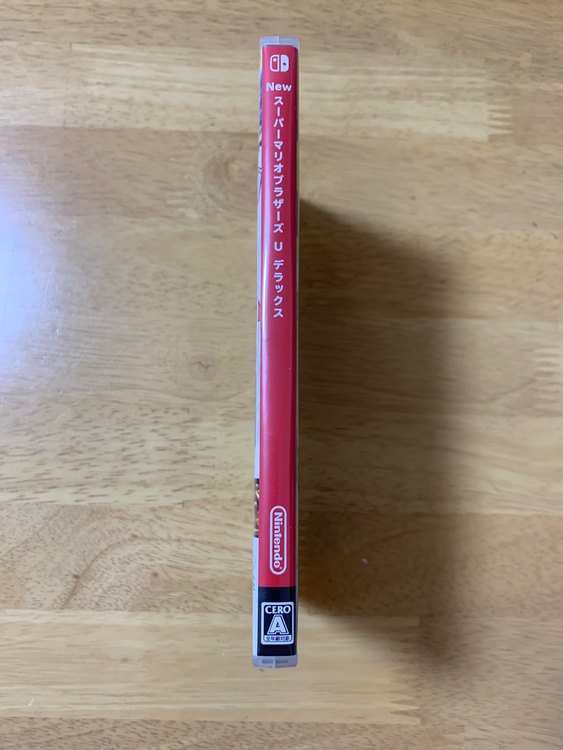 New
スーパーマリオブラザーズ U デラックス
Nintendo
CERO
A
全年齢対象